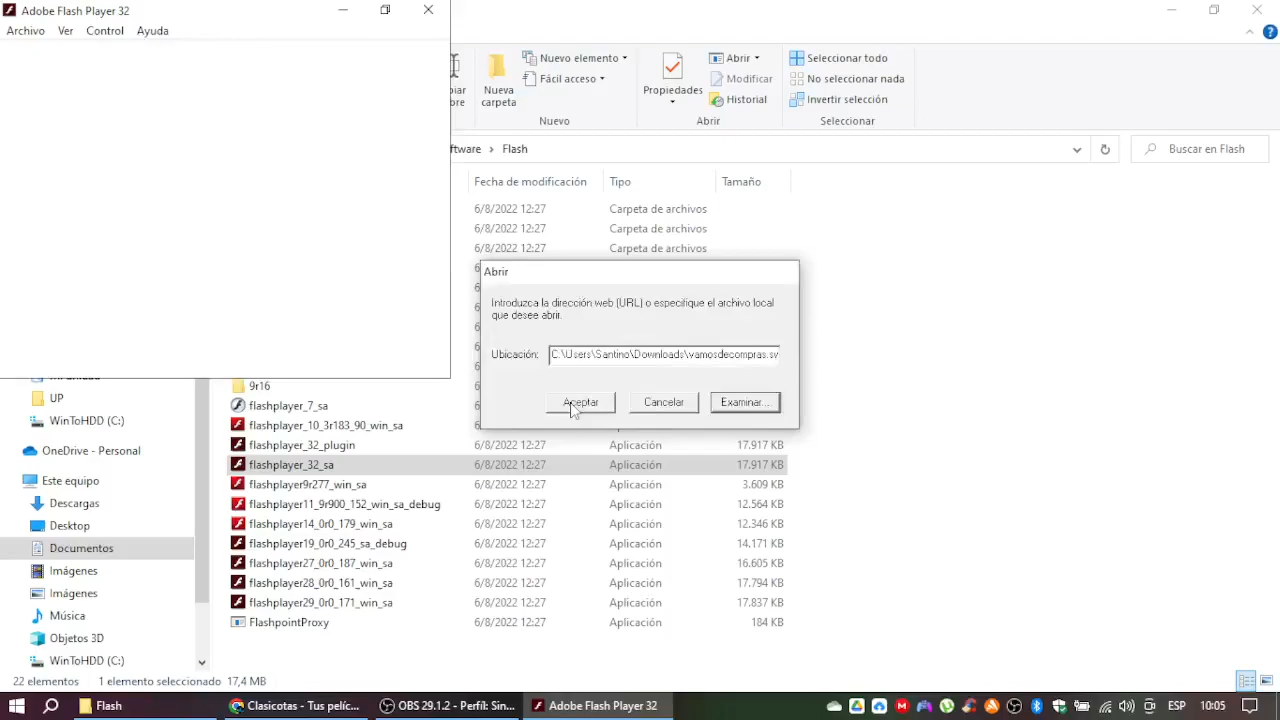 Adobe Flash Player 32
Archivo Ver Control Ayuda
Nueva carpeta
Nuevo elemento
Fácil acceso
Nuevo
Propiedades
Abrir
Modificar
Historial
Abrir
Seleccionar todo
No seleccionar nada
Invertir selección
Seleccionar
Flash
Buscar en Flash
Fecha de modificación Tipo Tamaño
6/8/2022 12:27 Carpeta de archivos
6/8/2022 12:27 Carpeta de archivos
6/8/2022 12:27 Carpeta de archivos
Abrir
Introduzca la dirección web (URL) o especifique el archivo local
que desee abrir.
Ubicación: C:\Users\Santino\Downloads\vamosdecompras.sv
Aceptar Cancelar Examinar...
UP
WinToHDD (C:)
OneDrive - Personal
Este equipo
Descargas
Desktop
Documentos
Imágenes
Imágenes
Música
Objetos 3D
WinToHDD (C:)
9r16
flashplayer_7_sa
flashplayer_10_3r183_90_win_sa
flashplayer_32_plugin 6/8/2022 12:27 Aplicación 17.917 KB
flashplayer_32_sa 6/8/2022 12:27 Aplicación 17.917 KB
flashplayer9r277_win_sa 6/8/2022 12:27 Aplicación 3.609 KB
flashplayer11_9r900_152_win_sa_debug 6/8/2022 12:27 Aplicación 12.564 KB
flashplayer14_0r0_179_win_sa 6/8/2022 12:27 Aplicación 12.346 KB
flashplayer19_0r0_245_sa_debug 6/8/2022 12:27 Aplicación 14.171 KB
flashplayer27_0r0_187_win_sa 6/8/2022 12:27 Aplicación 16.605 KB
flashplayer28_0r0_161_win_sa 6/8/2022 12:27 Aplicación 17.794 KB
flashplayer29_0r0_171_win_sa 6/8/2022 12:27 Aplicación 17.837 KB
FlashpointProxy 6/8/2022 12:27 Aplicación 184 KB
22 elementos 1 elemento seleccionado 17,4 MB
Flash
Clasicotas - Tus pelíc...
OBS 29.1.2 - Perfil: Sin...
Adobe Flash Player 32
ESP 10:05